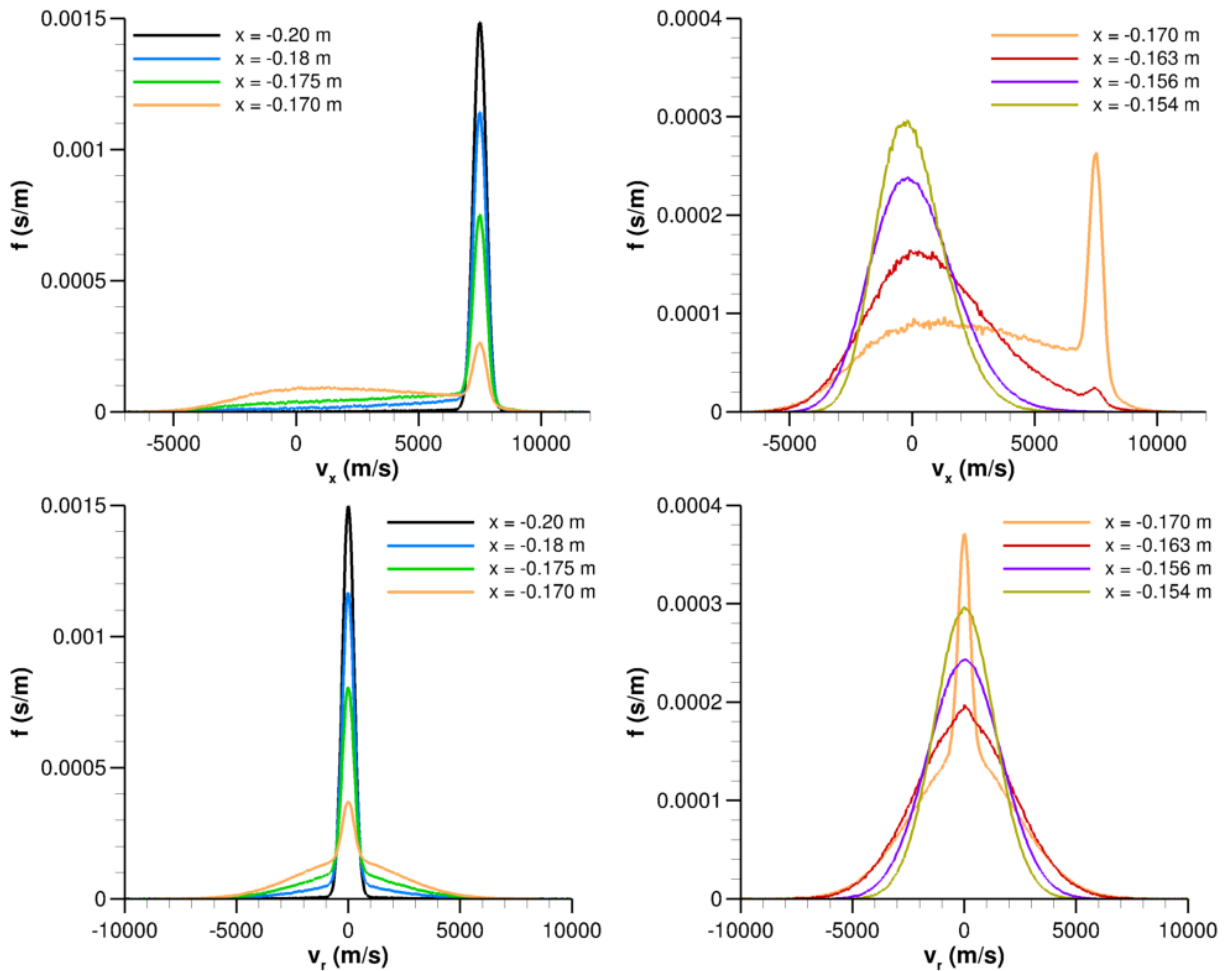 0.0015
0.001
0.0005
0
f (s/m)
x = -0.20 m
x = -0.18 m
x = -0.175 m
x = -0.170 m
-5000 0 5000 10000
v_x (m/s)
0.0004
0.0003
0.0002
0.0001
0
f (s/m)
x = -0.170 m
x = -0.163 m
x = -0.156 m
x = -0.154 m
-5000 0 5000 10000
v_x (m/s)
0.0015
0.001
0.0005
0
f (s/m)
x = -0.20 m
x = -0.18 m
x = -0.175 m
x = -0.170 m
-10000 -5000 0 5000 10000
v_r (m/s)
0.0004
0.0003
0.0002
0.0001
0
f (s/m)
x = -0.170 m
x = -0.163 m
x = -0.156 m
x = -0.154 m
-10000 -5000 0 5000 10000
v_r (m/s)